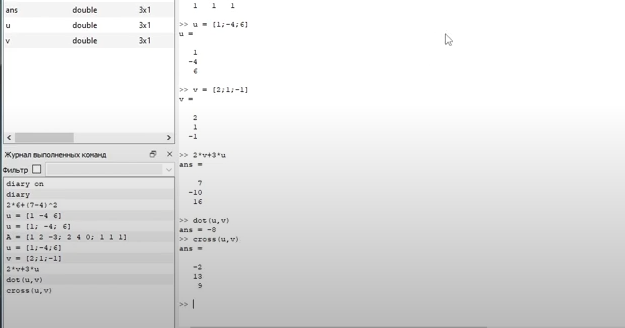 ans double 3x1
u double 3x1
v double 3x1
Журнал выполненных команд
Фильтр
diary on
diary
2*6+(7-4)^2
u = [1 -4 6]
u = [1; -4; 6]
A = [1 2 -3; 2 4 0; 1 1 1]
u = [1;-4;6]
v = [2;1;-1]
2*v+3*u
dot(u,v)
cross(u,v)
1 1 1
>> u = [1;-4;6]
u =
1
-4
6
>> v = [2;1;-1]
v =
2
1
-1
>> 2*v+3*u
ans =
7
-10
16
>> dot(u,v)
ans = -8
>> cross(u,v)
ans =
-2
13
9
>>